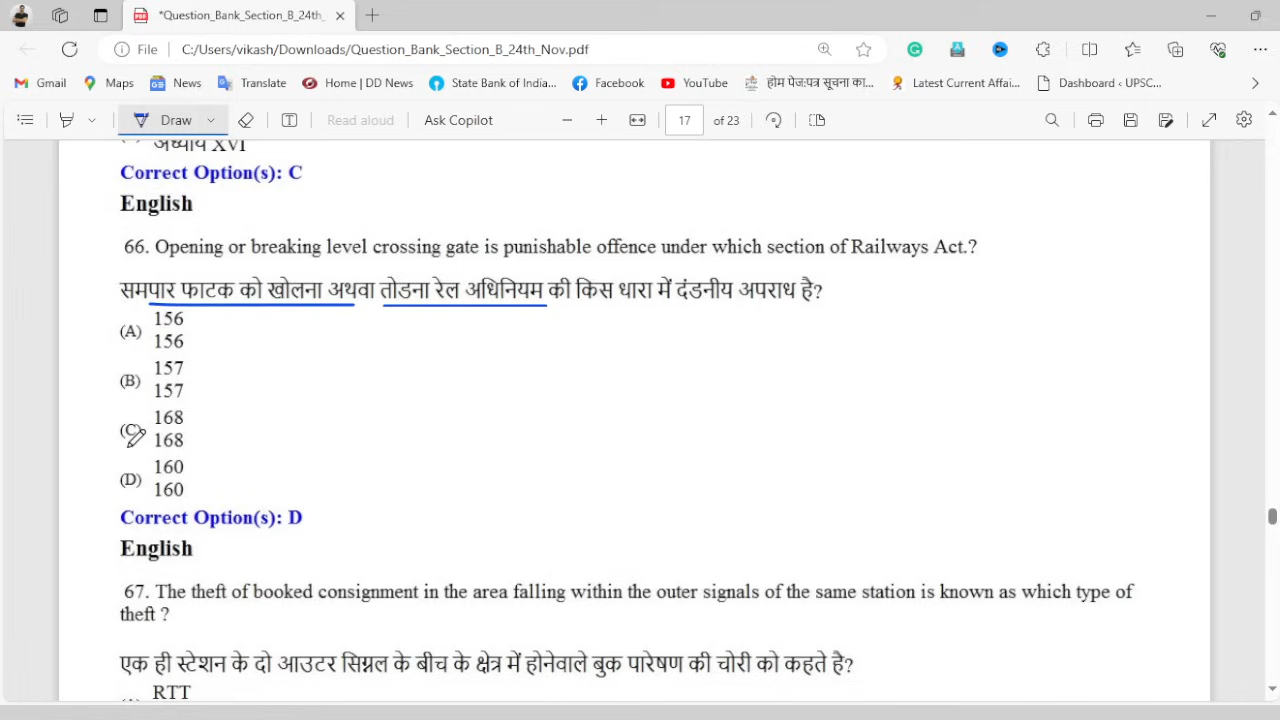 *Question_Bank_Section_B_24th_
File C:/Users/vikash/Downloads/Question_Bank_Section_B_24th_Nov.pdf
Gmail Maps News Translate Home | DD News State Bank of India... Facebook YouTube होम पेज:पत्र सूचना का... Latest Current Affai... Dashboard ‹ UPSC...
Draw Read aloud Ask Copilot 17 of 23
अध्याय XVI
Correct Option(s): C
English
66. Opening or breaking level crossing gate is punishable offence under which section of Railways Act.?
समपार फाटक को खोलना अथवा तोडना रेल अधिनियम की किस धारा में दंडनीय अपराध है?
(A) 156
156
(B) 157
157
(C) 168
168
(D) 160
160
Correct Option(s): D
English
67. The theft of booked consignment in the area falling within the outer signals of the same station is known as which type of
theft ?
एक ही स्टेशन के दो आउटर सिग्नल के बीच के क्षेत्र में होनेवाले बुक पारेषण की चोरी को कहते है?
RTT